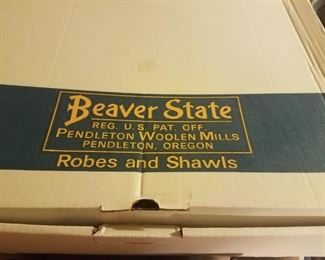 Beaver State
REG. U.S. PAT. OFF.
PENDLETON WOOLEN MILLS
PENDLETON, OREGON
Robes and Shawls